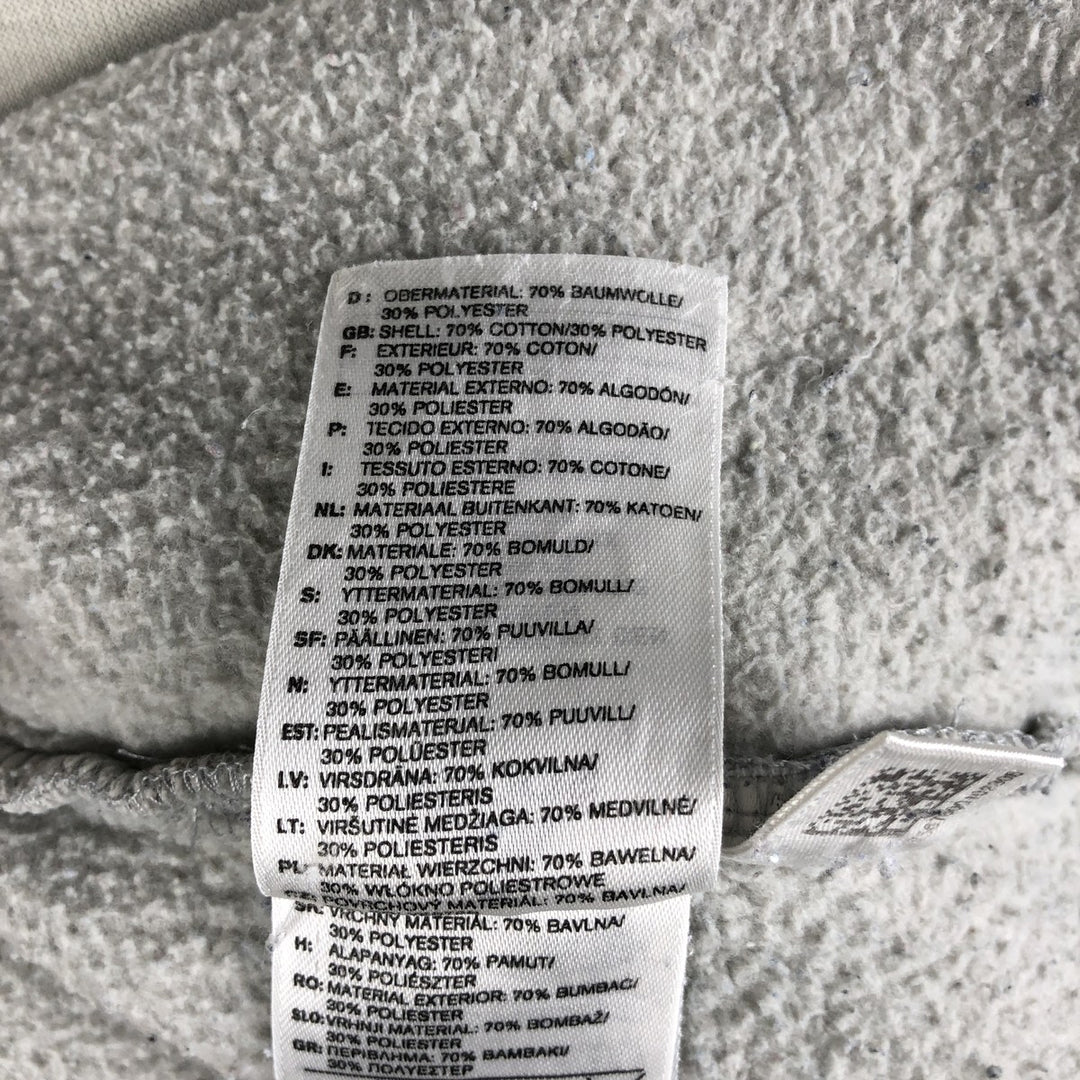 D: OBERMATERIAL: 70% BAUMWOLLE/
30% POLYESTER
GB: SHELL: 70% COTTON/30% POLYESTER
F: EXTERIEUR: 70% COTON/
30% POLYESTER
E: MATERIAL EXTERNO: 70% ALGODÓN/
30% POLIESTER
P: TECIDO EXTERNO: 70% ALGODÃO/
30% POLIESTER
I: TESSUTO ESTERNO: 70% COTONE/
30% POLIESTERE
NL: MATERIAAL BUITENKANT: 70% KATOEN/
30% POLYESTER
DK: MATERIALE: 70% BOMULD/
30% POLYESTER
S: YTTERMATERIAL: 70% BOMULL/
30% POLYESTER
SF: PÄÄLLINEN: 70% PUUVILLA/
30% POLYESTERI
N: YTTERMATERIAL: 70% BOMULL/
30% POLYESTER
EST: PEALISMATERJAL: 70% PUUVILL/
30% POLÜESTER
LV: VIRSDRĀNA: 70% KOKVILNA/
30% POLIESTERIS
LT: VIRŠUTINE MEDŽIAGA: 70% MEDVILNĖ/
30% POLIESTERIS
PL: MATERIAŁ WIERZCHNI: 70% BAWEŁNA/
30% WŁÓKNO POLIESTROWE
POVRCHOVÝ MATERIÁL: 70% BAVLNA/
SK: VRCHNÝ MATERIÁL: 70% BAVLNA/
30% POLYESTER
H: ALAPANYAG: 70% PAMUT/
30% POLIÉSZTER
RO: MATERIAL EXTERIOR: 70% BUMBAC/
30% POLIESTER
SLO: VRHNJI MATERIAL: 70% BOMBAŽ/
30% POLIESTER
GR: ΠΕΡΙΒΛΗΜΑ: 70% ΒΑΜΒΑΚΙ/
30% ΠΟΛΥΕΣΤΕΡ